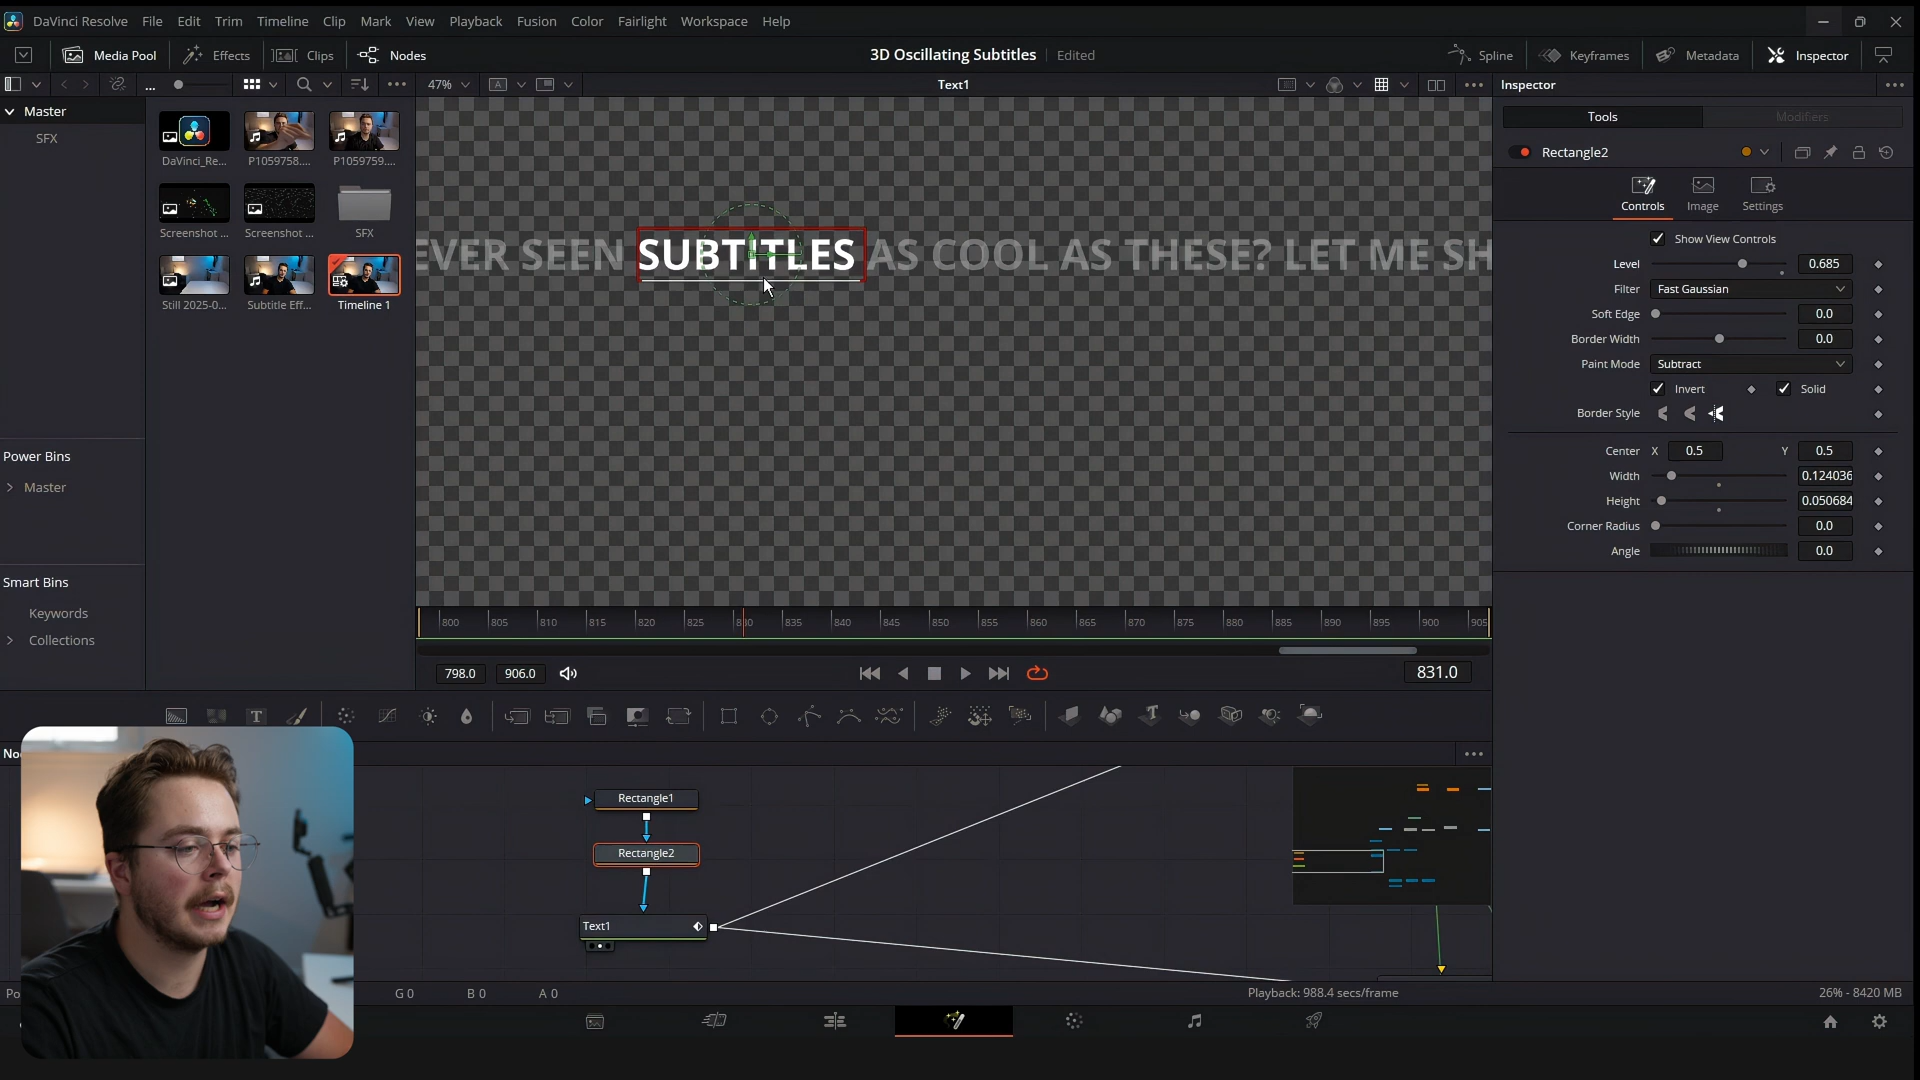 DaVinci Resolve File Edit Trim Timeline Clip Mark View Playback Fusion Color Fairlight Workspace Help
Media Pool Effects Clips Nodes 3D Oscillating Subtitles Edited Spline Keyframes Metadata Inspector
47% Text1 Inspector
Master
SFX
DaVinci_Re... P1059758.... P1059759....
Screenshot ... Screenshot ... SFX
Still 2025-0... Subtitle Eff... Timeline 1
EVER SEEN SUBTITLES AS COOL AS THESE? LET ME SH
Tools Modifiers
Rectangle2
Controls Image Settings
Show View Controls
Level 0.685
Filter Fast Gaussian
Soft Edge 0.0
Border Width 0.0
Paint Mode Subtract
Invert Solid
Border Style
Center X 0.5 Y 0.5
Width 0.124036
Height 0.050684
Corner Radius 0.0
Angle 0.0
Power Bins
Master
Smart Bins
Keywords
Collections
800 805 810 815 820 825 830 835 840 845 850 855 860 865 870 875 880 885 890 895 900 905
798.0 906.0 831.0
Rectangle1
Rectangle2
Text1
G 0 B 0 A 0 Playback: 988.4 secs/frame 26% - 8420 MB